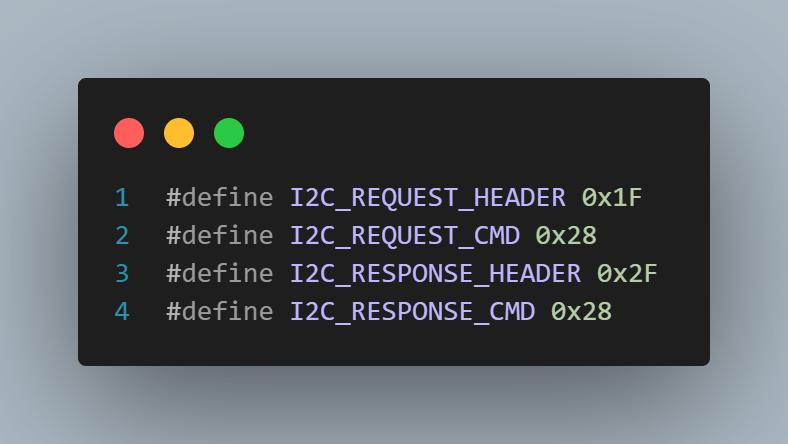 1 #define I2C_REQUEST_HEADER 0x1F
2 #define I2C_REQUEST_CMD 0x28
3 #define I2C_RESPONSE_HEADER 0x2F
4 #define I2C_RESPONSE_CMD 0x28